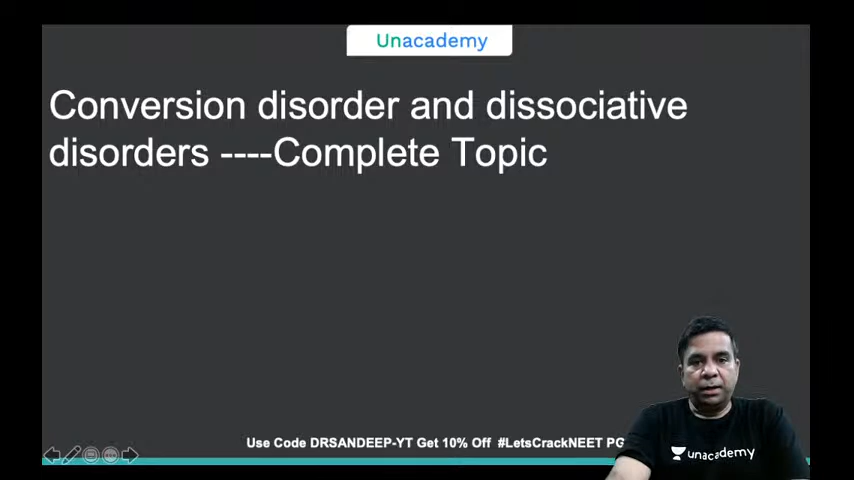 Unacademy
Conversion disorder and dissociative
disorders ----Complete Topic
Use Code DRSANDEEP-YT Get 10% Off #LetsCrackNEET PG
unacademy